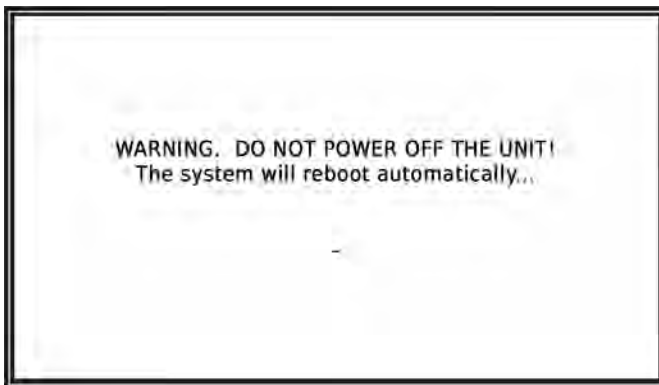 WARNING.  DO NOT POWER OFF THE UNIT!
The system will reboot automatically...
-